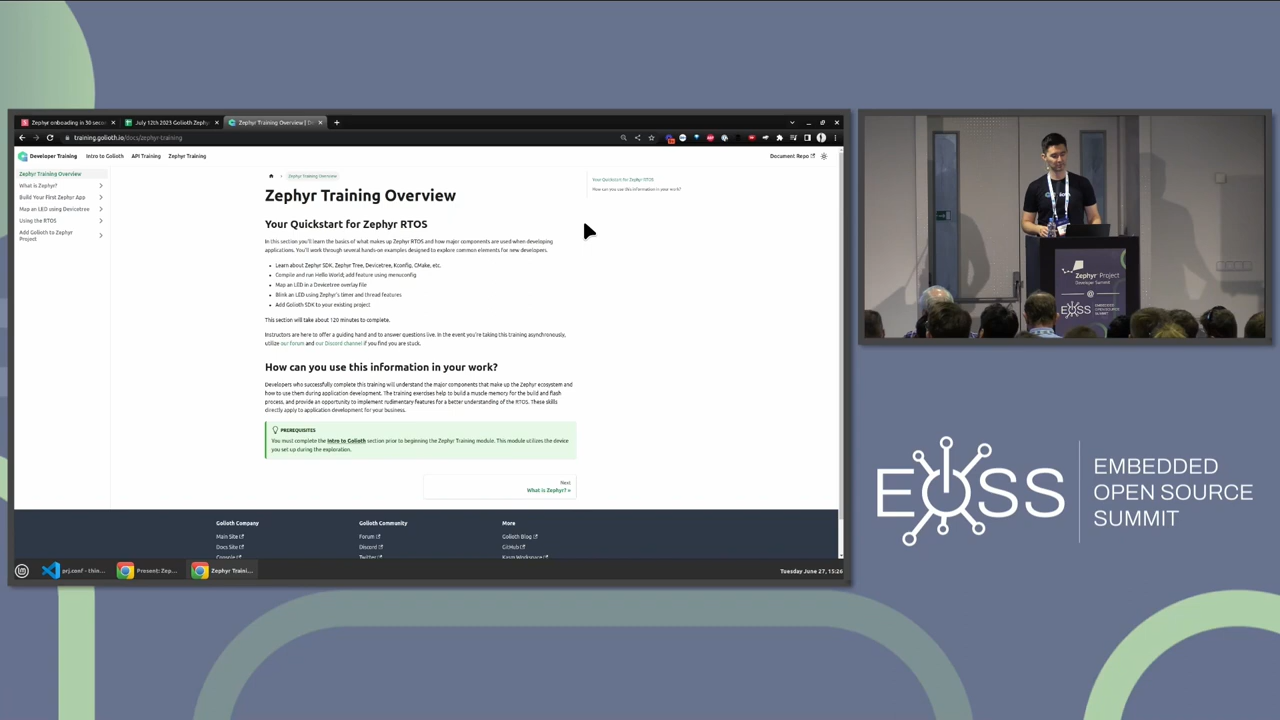 Zephyr onboading in 30 secon
July 12th 2023 Golioth Zephy
Zephyr Training Overview | D
training.golioth.io/docs/zephyr-training
Developer Training
Intro to Golioth
API Training
Zephyr Training
Document Repo
Zephyr Training Overview
What is Zephyr?
Build Your First Zephyr App
Map an LED using Devicetree
Using the RTOS
Add Golioth to Zephyr
Project
Zephyr Training Overview
Zephyr Training Overview
Your Quickstart for Zephyr RTOS
In this section you'll learn the basics of what makes up Zephyr RTOS and how major components are used when developing
applications. You'll work through several hands-on-examples designed to explore common elements for new developers.
Learn about Zephyr SDK, Zephyr Tree, Devicetree, Kconfig, CMake, etc.
Compile and run Hello World; add feature using menuconfig
Map an LED in a Devicetree overlay file
Blink an LED using Zephyr's timer and thread features
Add Golioth SDK to your existing project
This section will take about 120 minutes to complete.
Instructors are here to offer a guiding hand and to answer questions live. In the event you're taking this training asynchronously,
utilize our forum and our Discord channel if you find you are stuck.
How can you use this information in your work?
Developers who successfully complete this training will understand the major components that make up the Zephyr ecosystem and
how to use them during application development. The training exercises help to build a muscle memory for the build and flash
process, and provide an opportunity to implement rudimentary features for a better understanding of the RTOS. These skills
directly apply to application development for your business.
PREREQUISITES
You must complete the Intro to Golioth section prior to beginning the Zephyr Training module. This module utilizes the device
you set up during the exploration.
Next
What is Zephyr? »
Your Quickstart for Zephyr RTOS
How can you use this information in your work?
Golioth Company
Main Site
Docs Site
Console
Golioth Community
Forum
Discord
Twitter
More
Golioth Blog
GitHub
Kasm Workspace
prj.conf - thin...
Present: Zep...
Zephyr Traini...
Tuesday June 27, 15:26
Zephyr Project
Developer Summit
@
EOSS
EMBEDDED
OPEN SOURCE
SUMMIT
EOSS
EMBEDDED
OPEN SOURCE
SUMMIT